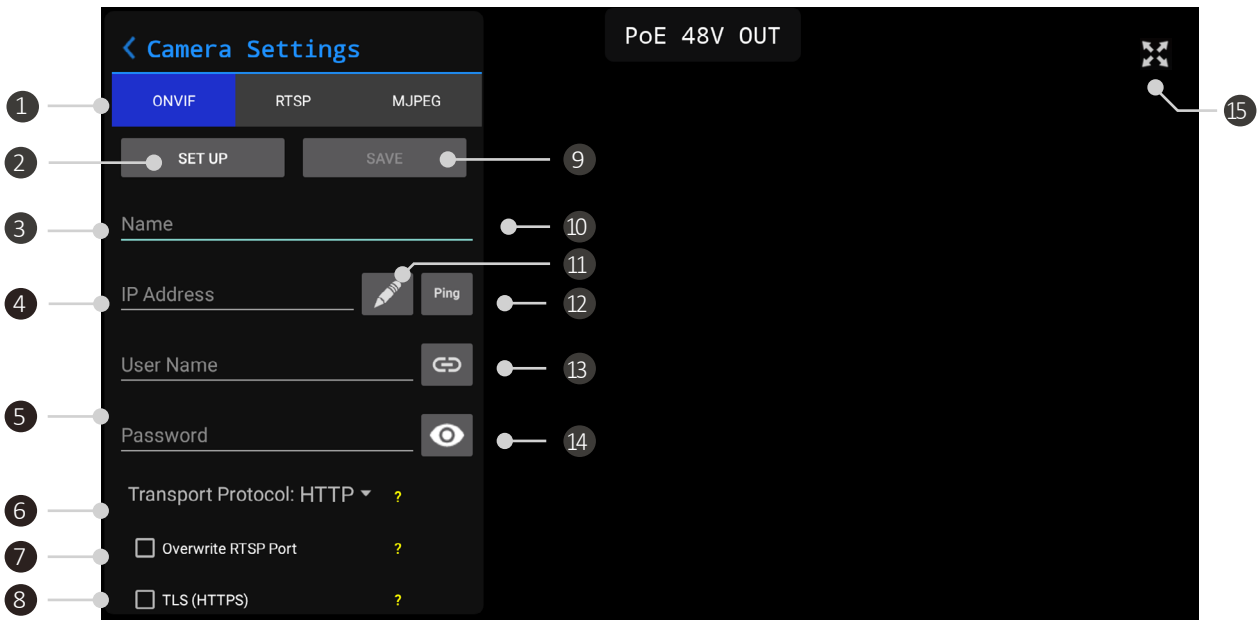 PoE 48V OUT
Camera Settings
15
1
ONVIF RTSP MJPEG
2
SET UP SAVE
9
3
Name
10
11
4
IP Address Ping
12
User Name
13
5
Password
14
6
Transport Protocol: HTTP ?
7
Overwrite RTSP Port ?
8
TLS (HTTPS) ?